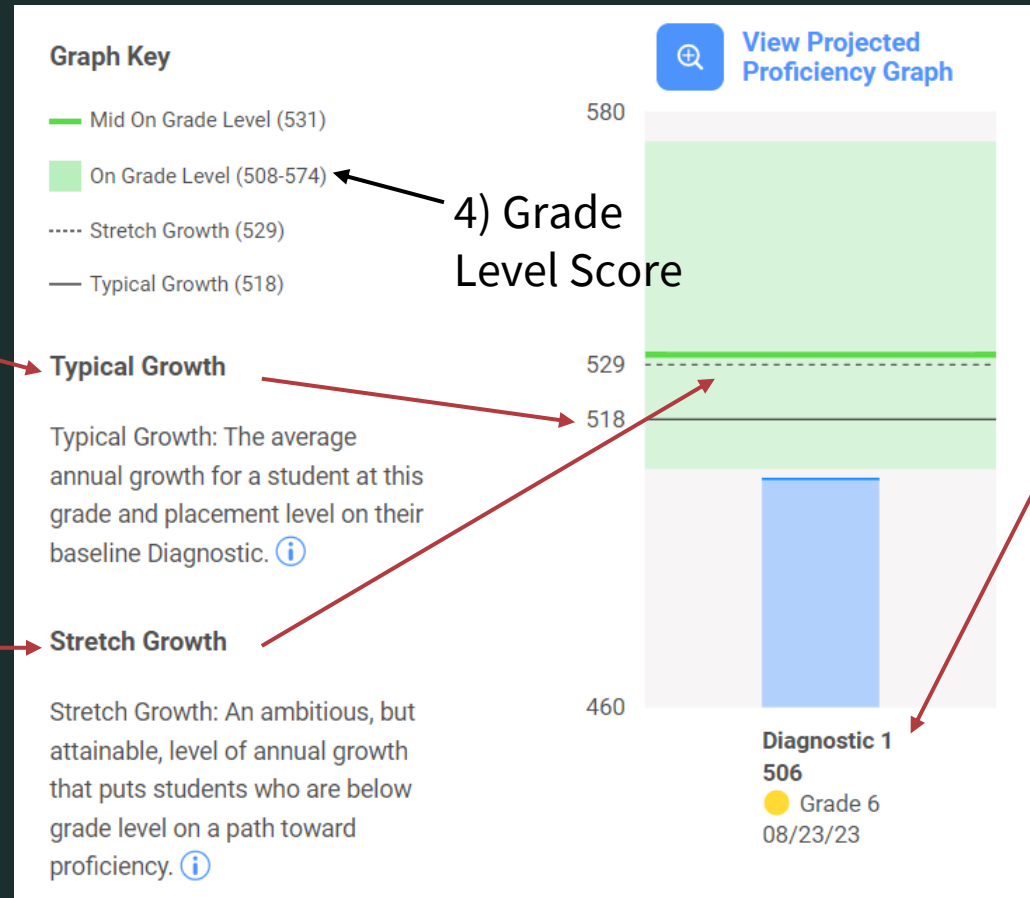 Graph Key
Mid On Grade Level (531)
On Grade Level (508-574)
Stretch Growth (529)
Typical Growth (518)
4) Grade
Level Score
Typical Growth
Typical Growth: The average
annual growth for a student at this
grade and placement level on their
baseline Diagnostic. i
Stretch Growth
Stretch Growth: An ambitious, but
attainable, level of annual growth
that puts students who are below
grade level on a path toward
proficiency. i
View Projected
Proficiency Graph
580
529
518
460
Diagnostic 1
506
Grade 6
08/23/23